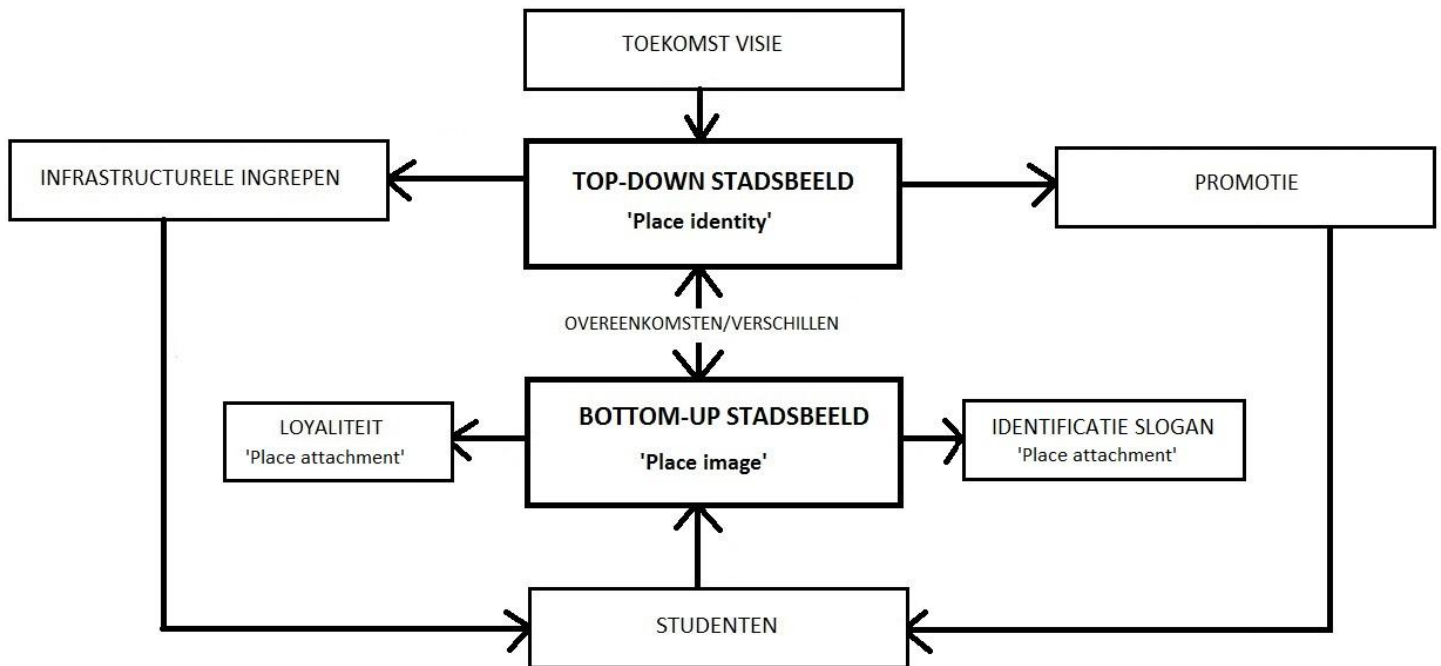 TOEKOMST VISIE
INFRASTRUCTURELE INGREPEN
TOP-DOWN STADSBEELD
'Place identity'
PROMOTIE
OVEREENKOMSTEN/VERSCHILLEN
LOYALITEIT
'Place attachment'
BOTTOM-UP STADSBEELD
'Place image'
IDENTIFICATIE SLOGAN
'Place attachment'
STUDENTEN